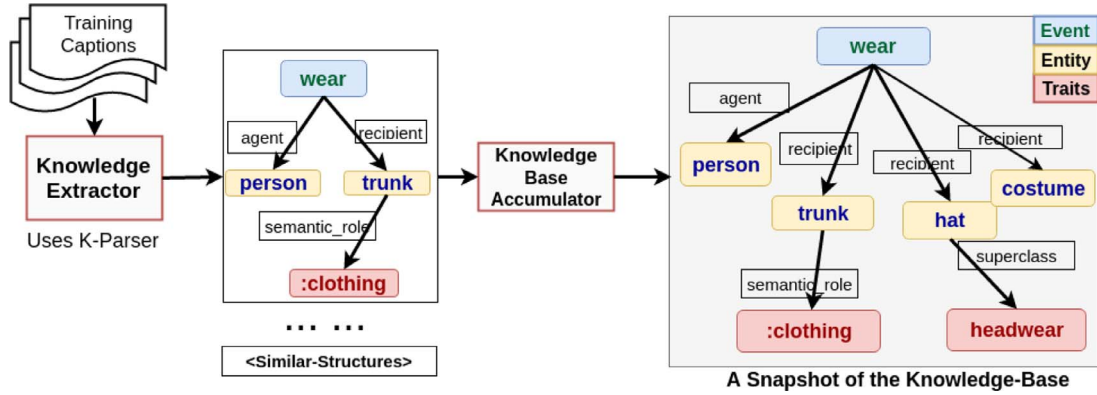 Training
Captions
Knowledge
Extractor
Uses K-Parser
wear
agent
recipient
person
trunk
semantic_role
:clothing
... ...
<Similar-Structures>
Knowledge
Base
Accumulator
Event
Entity
Traits
wear
agent
recipient
recipient
recipient
person
trunk
hat
costume
semantic_role
superclass
:clothing
headwear
A Snapshot of the Knowledge-Base